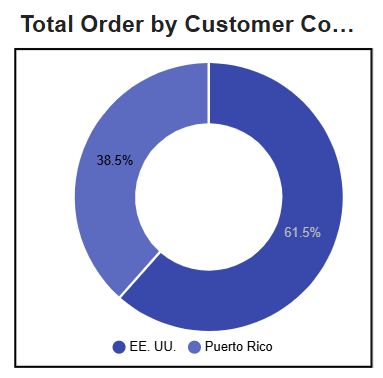 Total Order by Customer Co…
38.5%
61.5%
EE. UU.
Puerto Rico